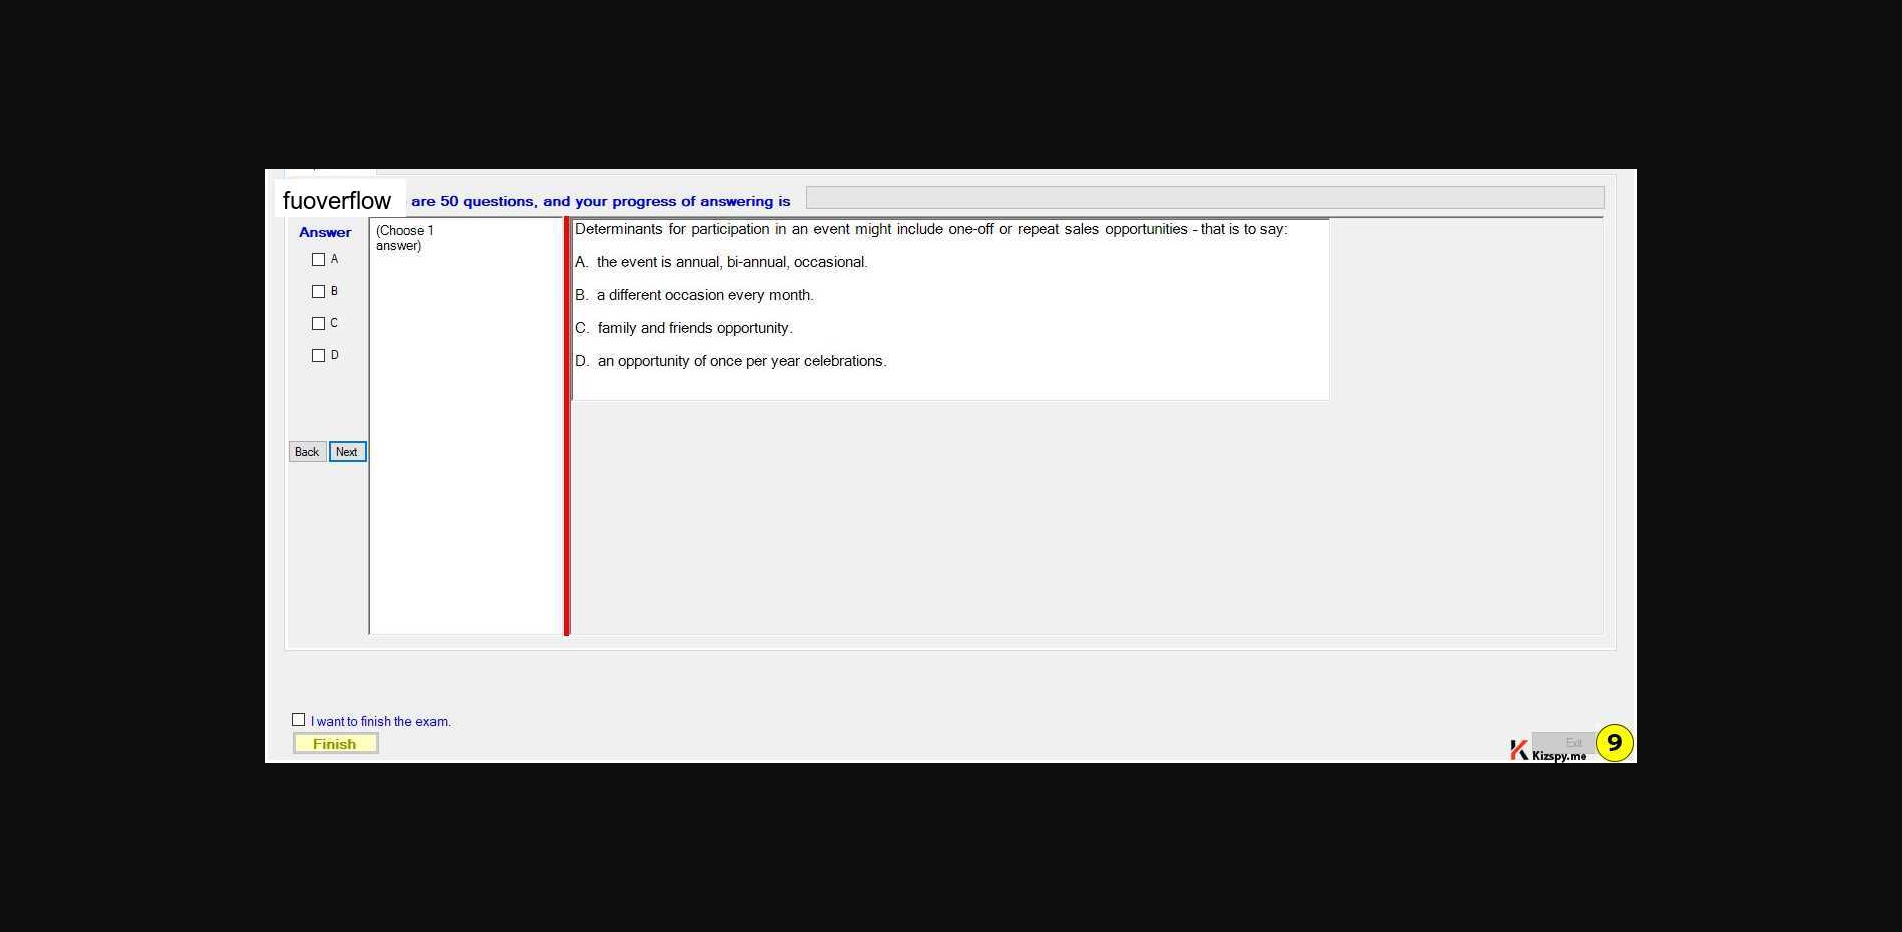 fuoverflow are 50 questions, and your progress of answering is
Answer
(Choose 1
answer)
A
B
C
D
Back Next
Determinants for participation in an event might include one-off or repeat sales opportunities - that is to say:
A. the event is annual, bi-annual, occasional.
B. a different occasion every month.
C. family and friends opportunity.
D. an opportunity of once per year celebrations.
I want to finish the exam.
Finish
Exit
Kizspy.me
9